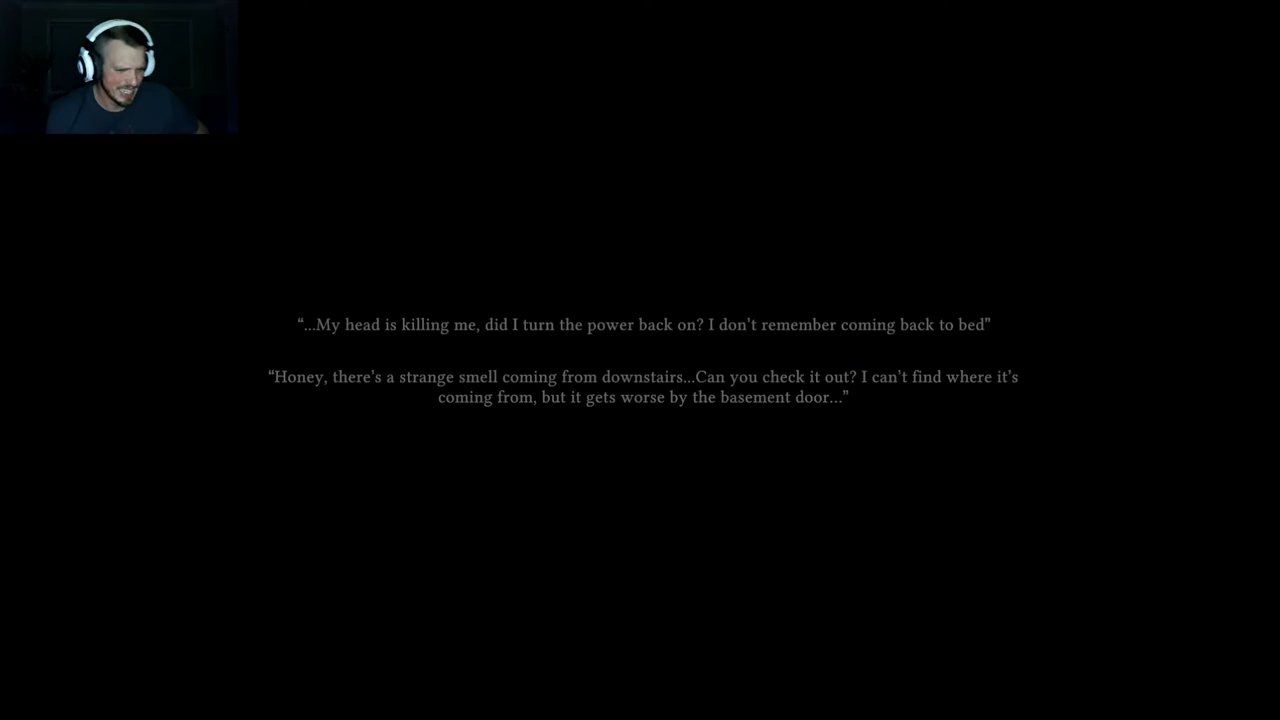 “...My head is killing me, did I turn the power back on? I don't remember coming back to bed"
“Honey, there's a strange smell coming from downstairs...Can you check it out? I can't find where it's
coming from, but it gets worse by the basement door...”